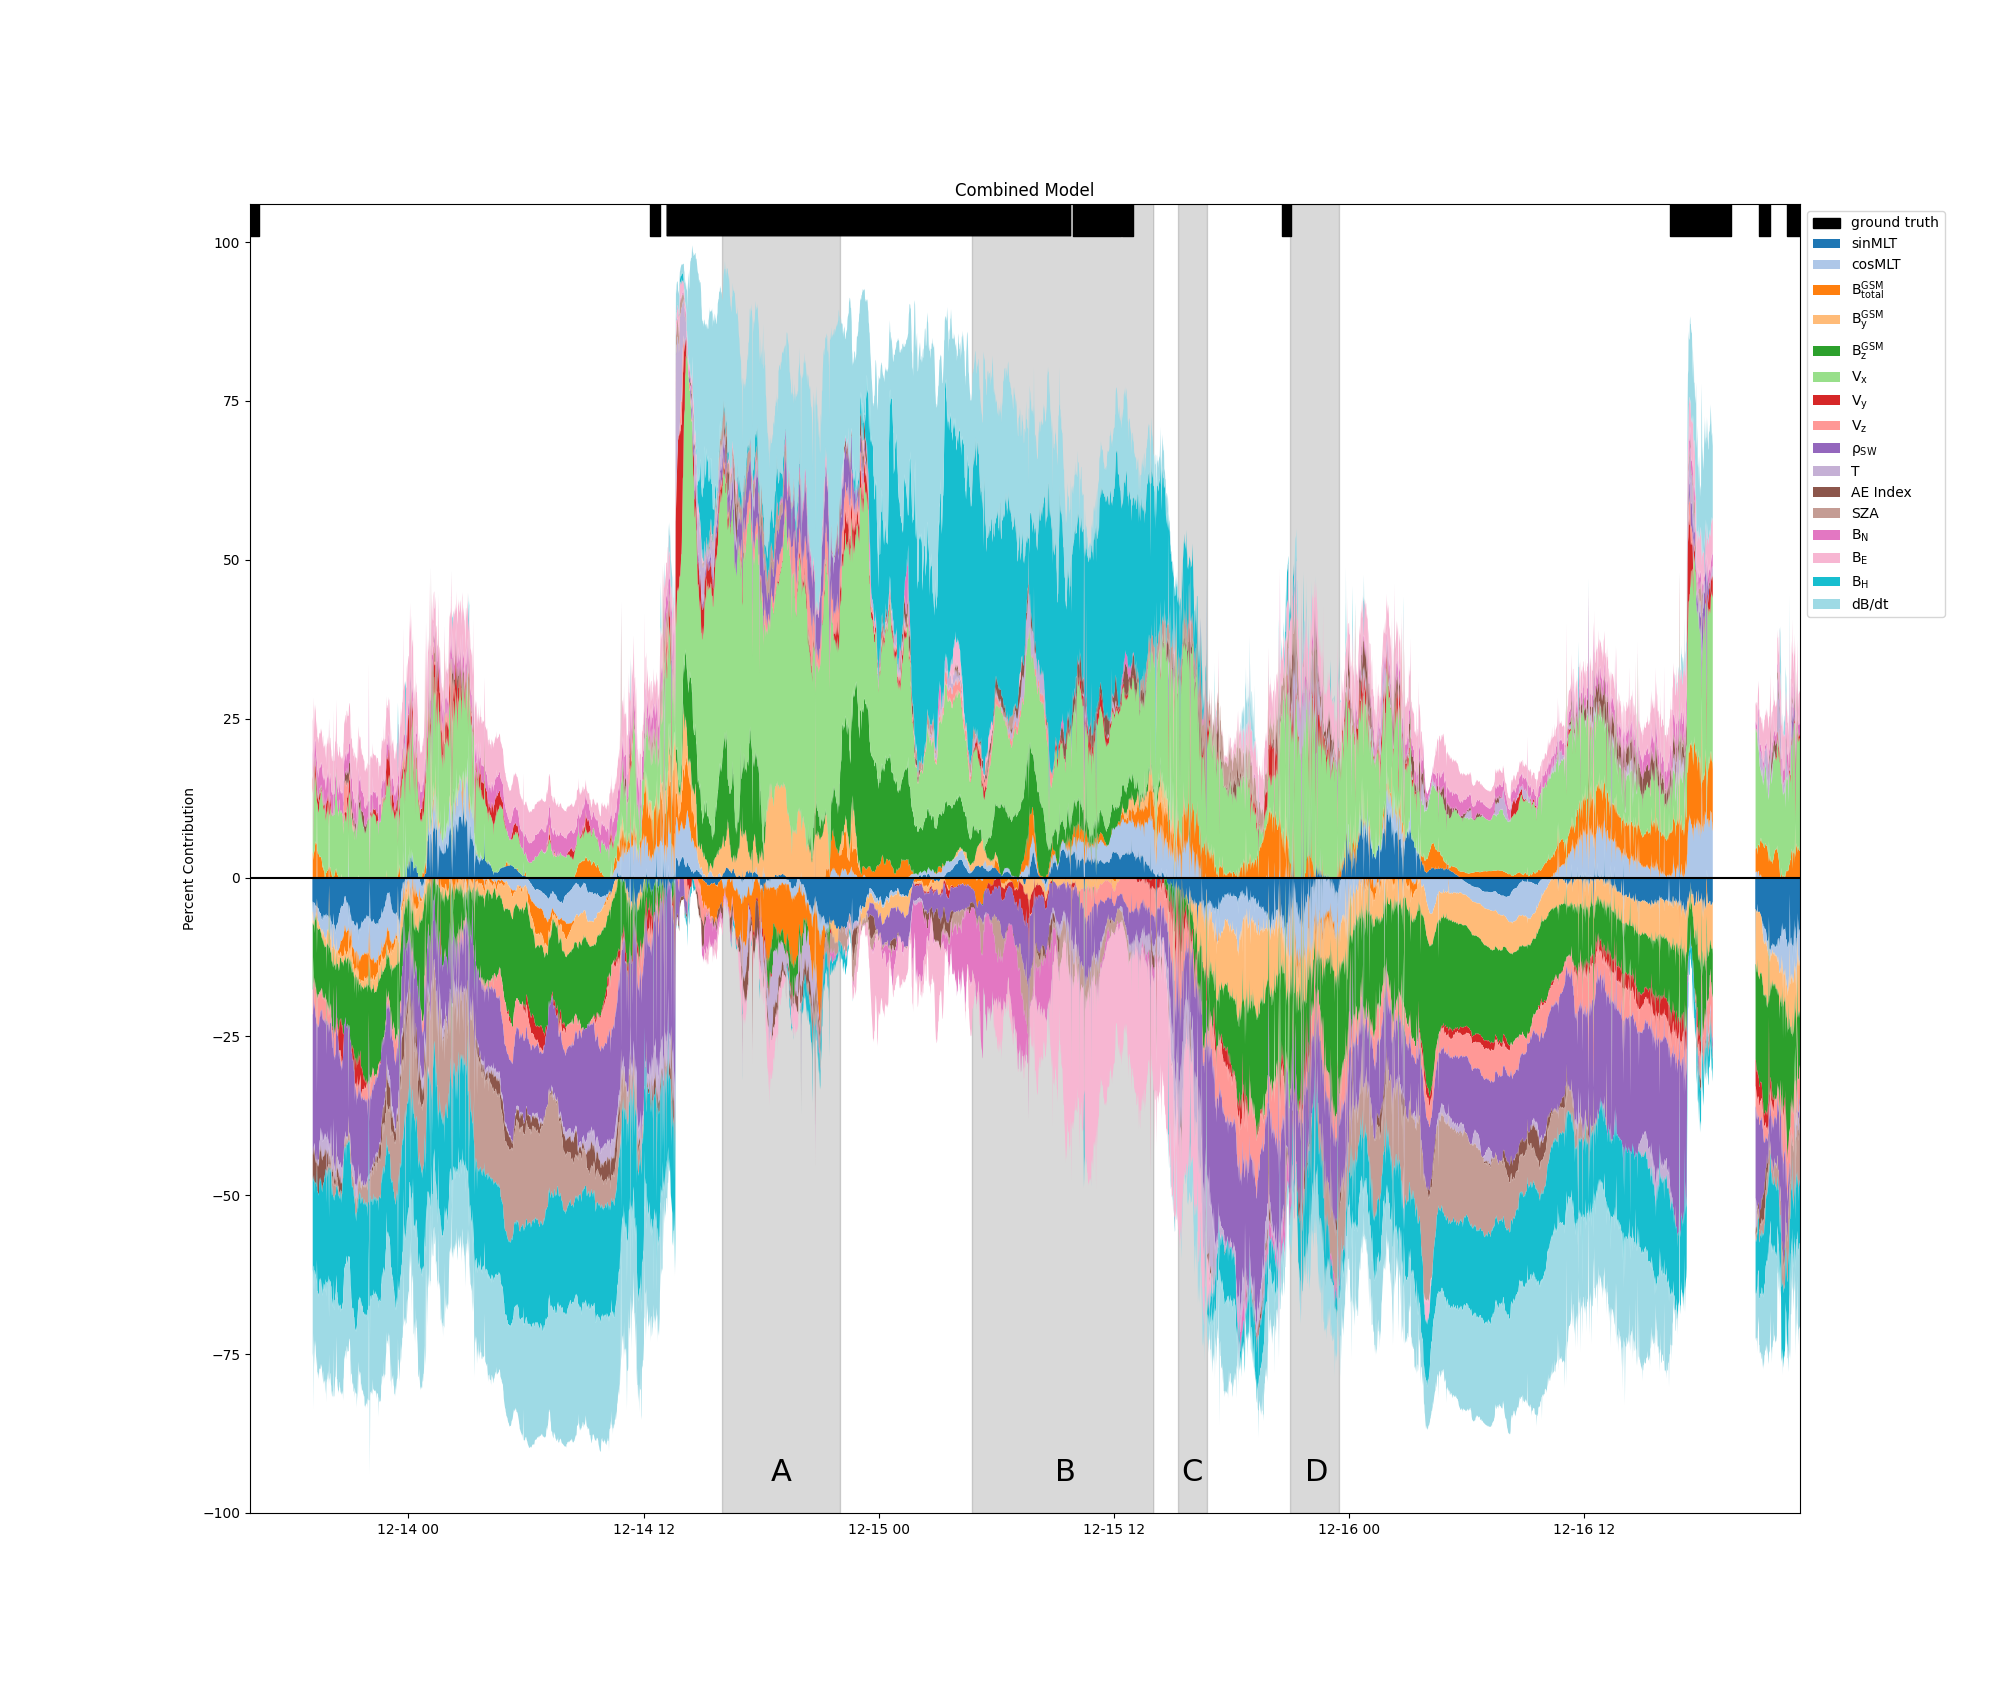 Combined Model
100
75
50
25
0
−25
−50
−75
−100
Percent Contribution
A
B
C
D
12-14 00
12-14 12
12-15 00
12-15 12
12-16 00
12-16 12
ground truth
sinMLT
cosMLT
B_total^GSM
B_y^GSM
B_z^GSM
V_x
V_y
V_z
ρ_SW
T
AE Index
SZA
B_N
B_E
B_H
dB/dt